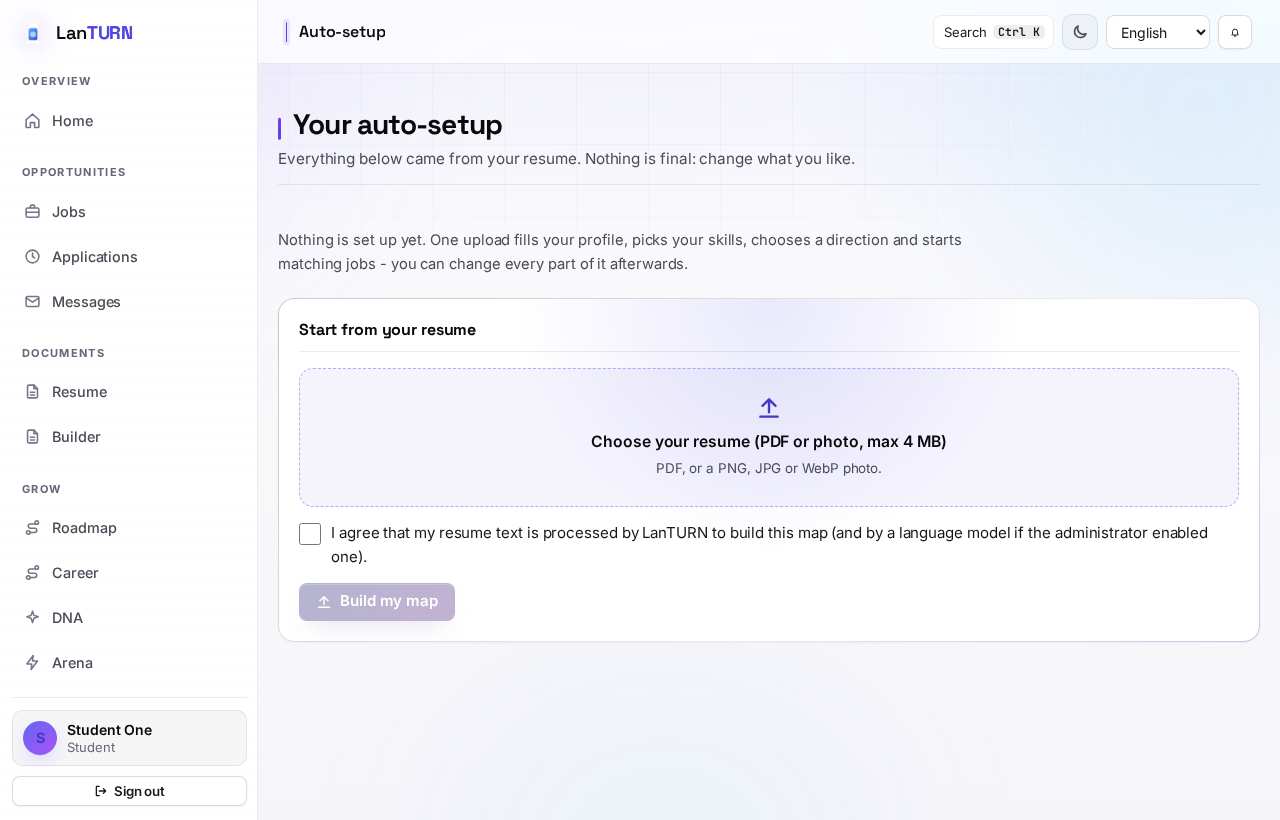 LanTURN
OVERVIEW
Home
OPPORTUNITIES
Jobs
Applications
Messages
DOCUMENTS
Resume
Builder
GROW
Roadmap
Career
DNA
Arena
S
Student One
Student
Sign out
Auto-setup
Search Ctrl K
English
Your auto-setup
Everything below came from your resume. Nothing is final: change what you like.
Nothing is set up yet. One upload fills your profile, picks your skills, chooses a direction and starts
matching jobs - you can change every part of it afterwards.
Start from your resume
Choose your resume (PDF or photo, max 4 MB)
PDF, or a PNG, JPG or WebP photo.
I agree that my resume text is processed by LanTURN to build this map (and by a language model if the administrator enabled
one).
Build my map